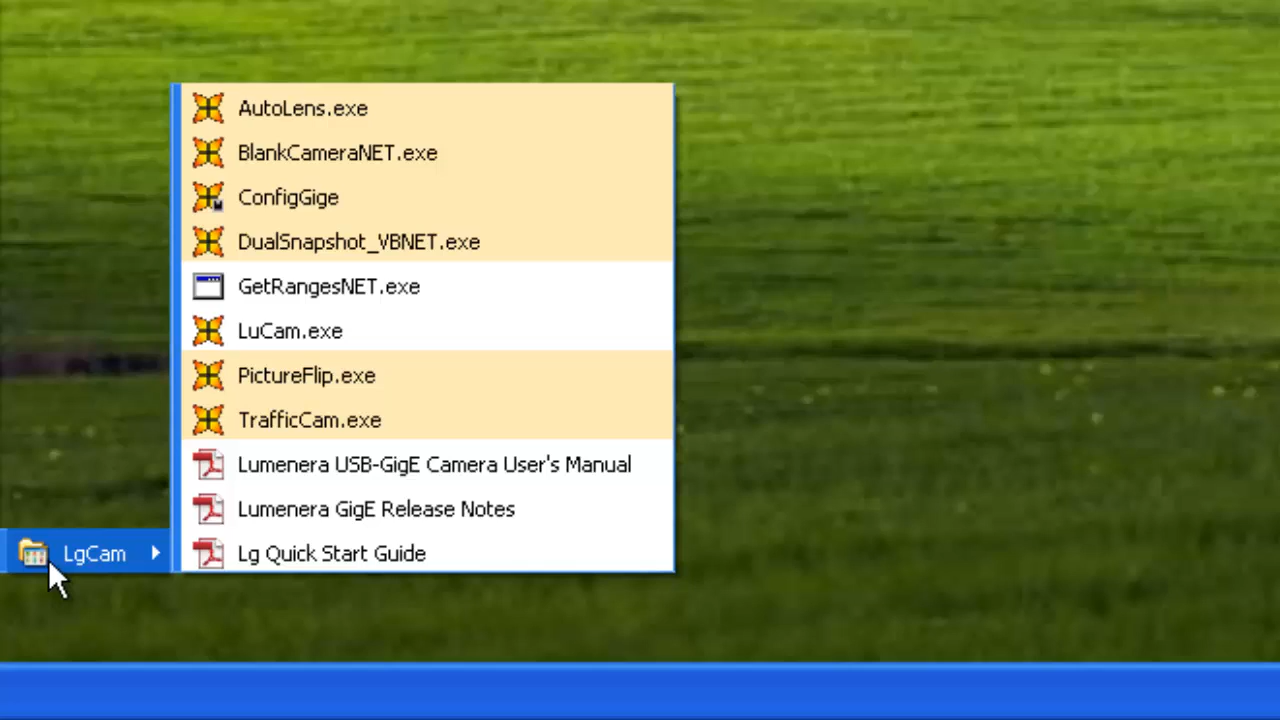 AutoLens.exe
BlankCameraNET.exe
ConfigGige
DualSnapshot_VBNET.exe
GetRangesNET.exe
LuCam.exe
PictureFlip.exe
TrafficCam.exe
Lumenera USB-GigE Camera User's Manual
Lumenera GigE Release Notes
LgCam
Lg Quick Start Guide